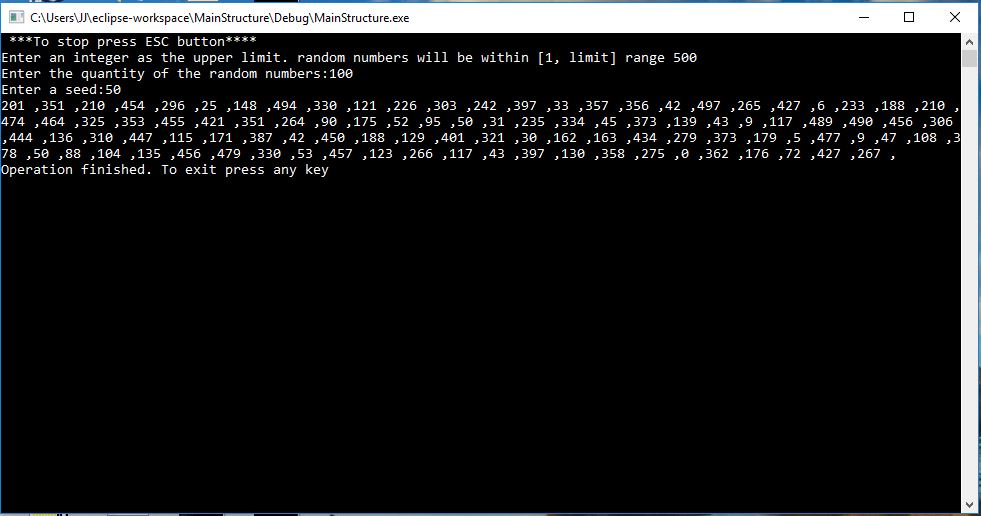 C:\Users\JJ\eclipse-workspace\MainStructure\Debug\MainStructure.exe
***To stop press ESC button****
Enter an integer as the upper limit. random numbers will be within [1, limit] range 500
Enter the quantity of the random numbers:100
Enter a seed:50
201 ,351 ,210 ,454 ,296 ,25 ,148 ,494 ,330 ,121 ,226 ,303 ,242 ,397 ,33 ,357 ,356 ,42 ,497 ,265 ,427 ,6 ,233 ,188 ,210 ,
474 ,464 ,325 ,353 ,455 ,421 ,351 ,264 ,90 ,175 ,52 ,95 ,50 ,31 ,235 ,334 ,45 ,373 ,139 ,43 ,9 ,117 ,489 ,490 ,456 ,306
,444 ,136 ,310 ,447 ,115 ,171 ,387 ,42 ,450 ,188 ,129 ,401 ,321 ,30 ,162 ,163 ,434 ,279 ,373 ,179 ,5 ,477 ,9 ,47 ,108 ,3
78 ,50 ,88 ,104 ,135 ,456 ,479 ,330 ,53 ,457 ,123 ,266 ,117 ,43 ,397 ,130 ,358 ,275 ,0 ,362 ,176 ,72 ,427 ,267 ,
Operation finished. To exit press any key